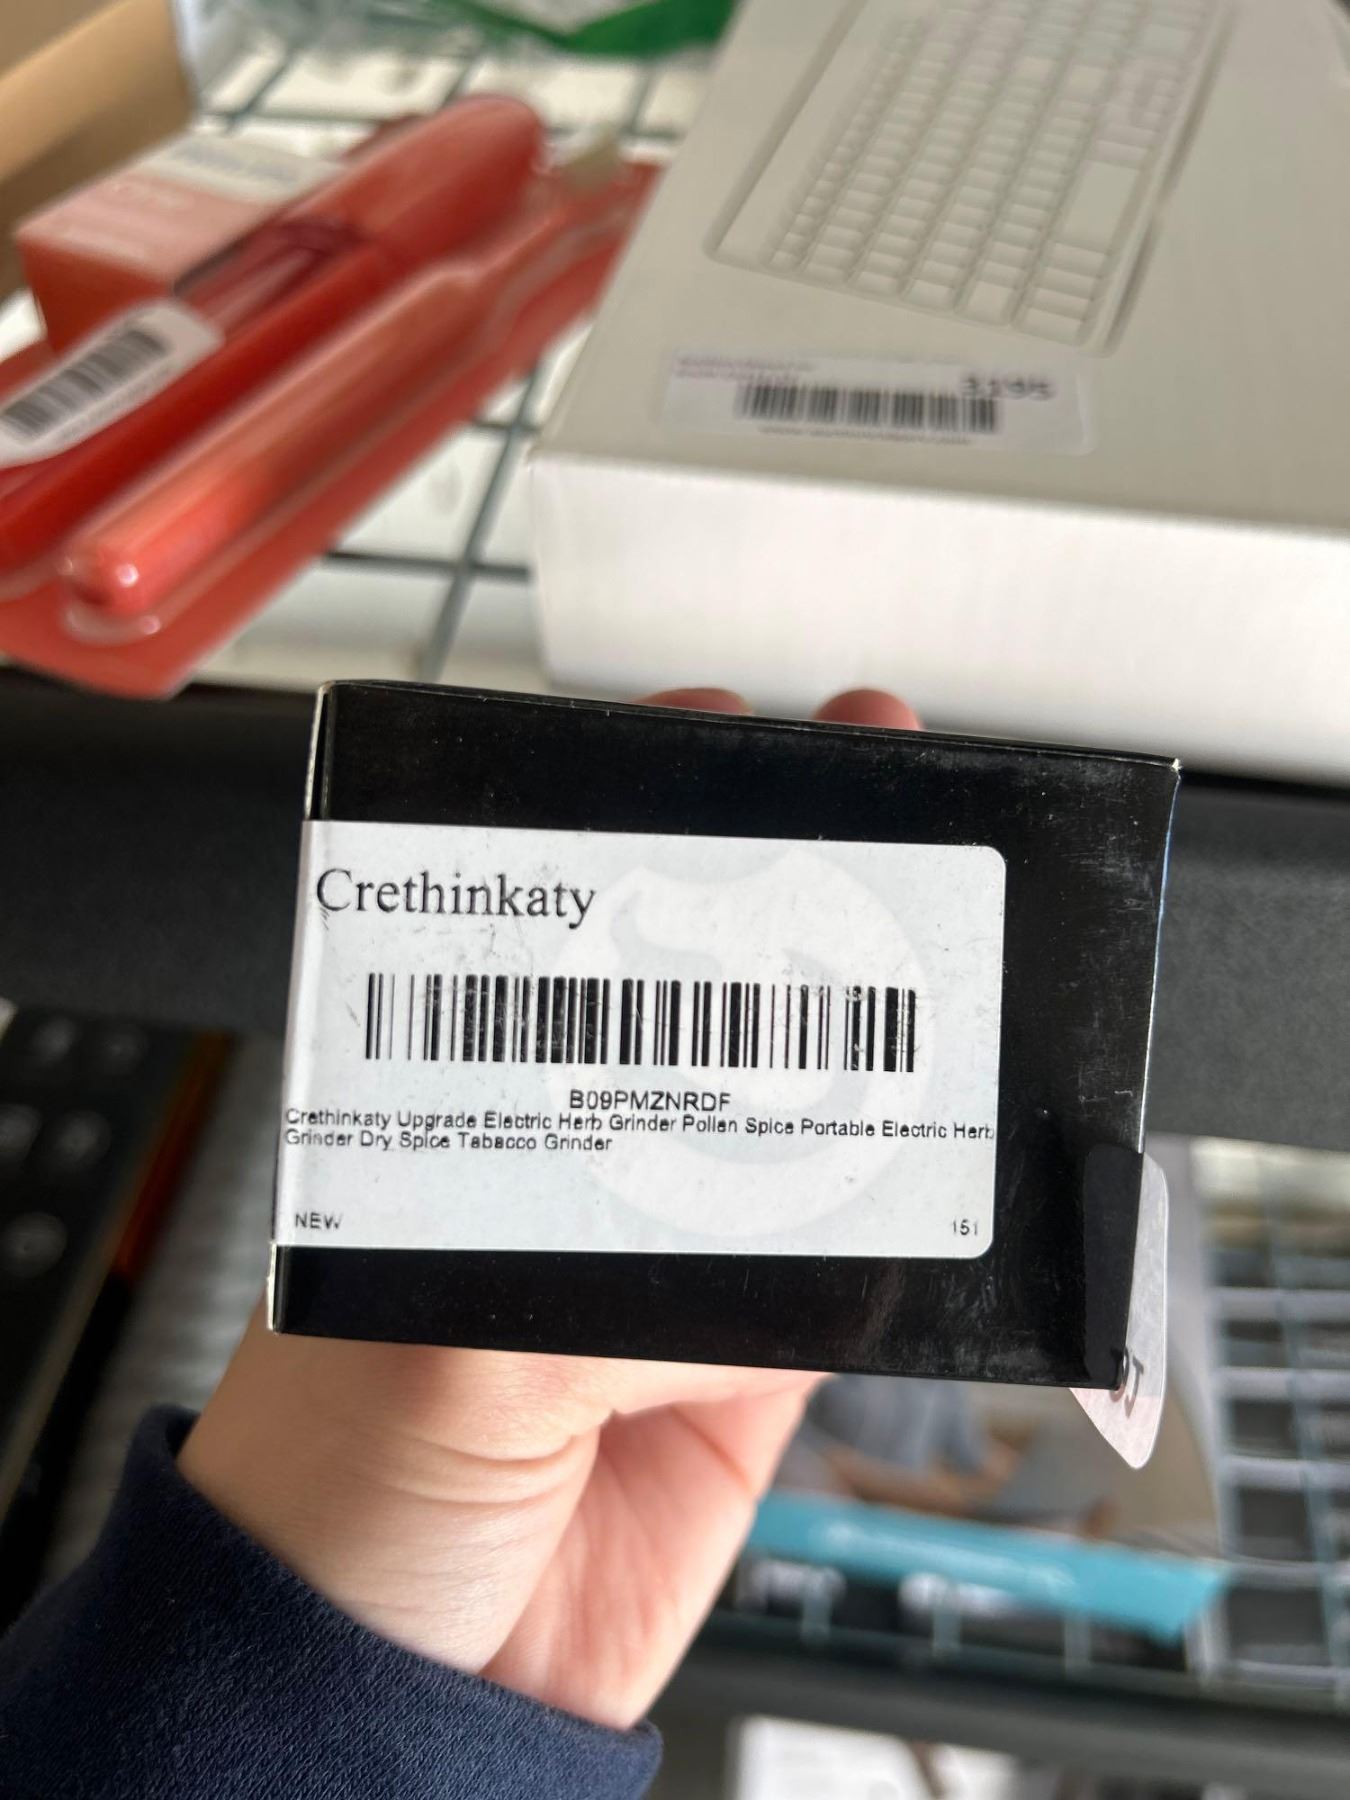 Crethinkaty
B09PMZNRDF
Crethinkaty Upgrade Electric Herb Grinder Pollen Spice Portable Electric Herb
Grinder Dry Spice Tabacco Grinder
NEW
151